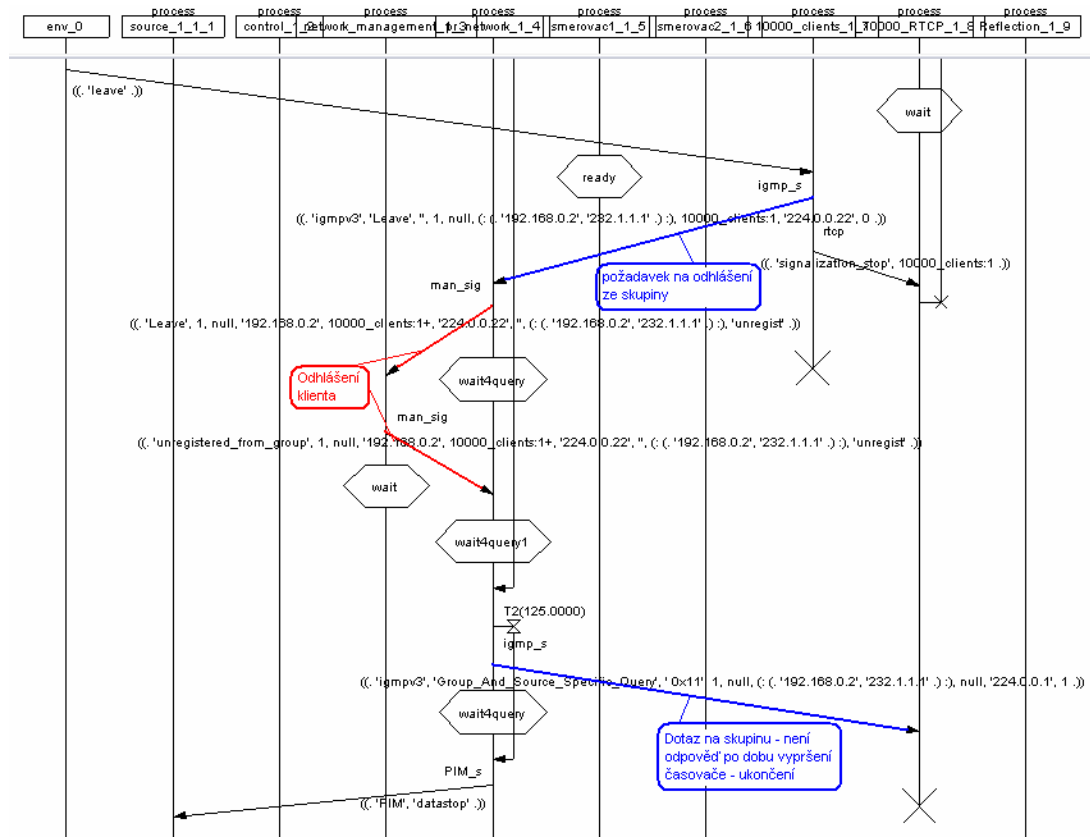 process process process process process process process process process
env_0 source_1_1_1 control_1_2 network_management_1_3 pr_network_1_4 smerovac1_1_5 smerovac2_1_6 10000_clients_1_7 10000_RTCP_1_8 Reflection_1_9
((. 'leave' .))
wait
ready
igmp_s
((. 'igmpv3', 'Leave', '', 1, null, (: (. '192.168.0.2', '232.1.1.1' .) :), 10000_clients:1, '224.0.0.22', 0 .))
rtcp
((. 'signalization_stop', 10000_clients:1 .))
požadavek na odhlášení
ze skupiny
man_sig
((. 'Leave', 1, null, '192.168.0.2', 10000_clients:1+, '224.0.0.22', '', (: (. '192.168.0.2', '232.1.1.1' .) :), 'unregist' .))
Odhlášení
klienta
wait4query
man_sig
((. 'unregistered_from_group', 1, null, '192.168.0.2', 10000_clients:1+, '224.0.0.22', '', (: (. '192.168.0.2', '232.1.1.1' .) :), 'unregist' .))
wait
wait4query1
T2(125.0000)
igmp_s
((. 'igmpv3', 'Group_And_Source_Specific_Query', ' 0x11', 1, null, (: (. '192.168.0.2', '232.1.1.1' .) :), null, '224.0.0.1', 1 .))
wait4query
Dotaz na skupinu - není
odpověď po dobu vypršení
časovače - ukončení
PIM_s
((. 'PIM', 'datastop' .))